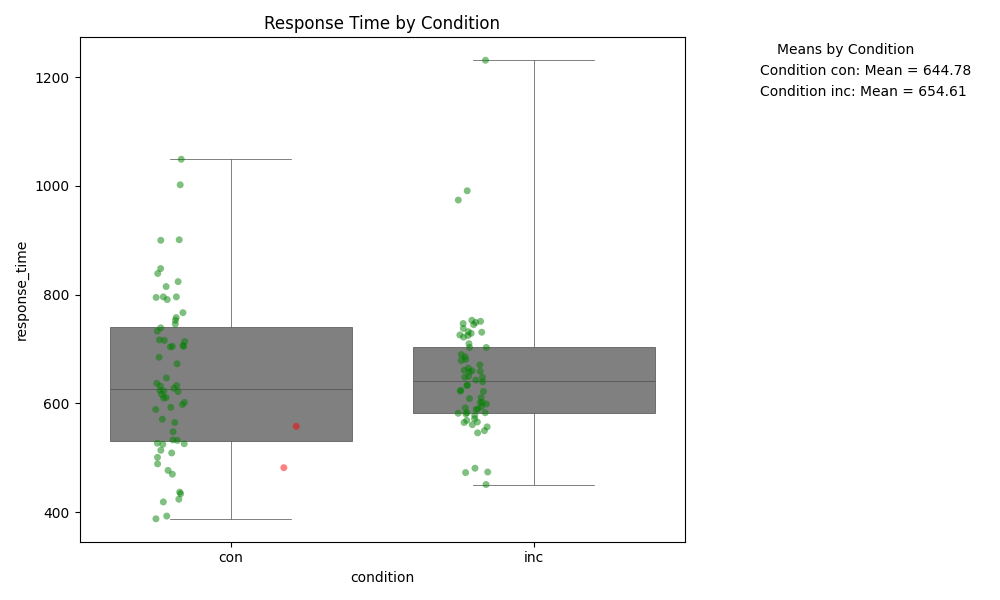 Response Time by Condition
Means by Condition
Condition con: Mean = 644.78
Condition inc: Mean = 654.61
response_time
1200
1000
800
600
400
con
inc
condition